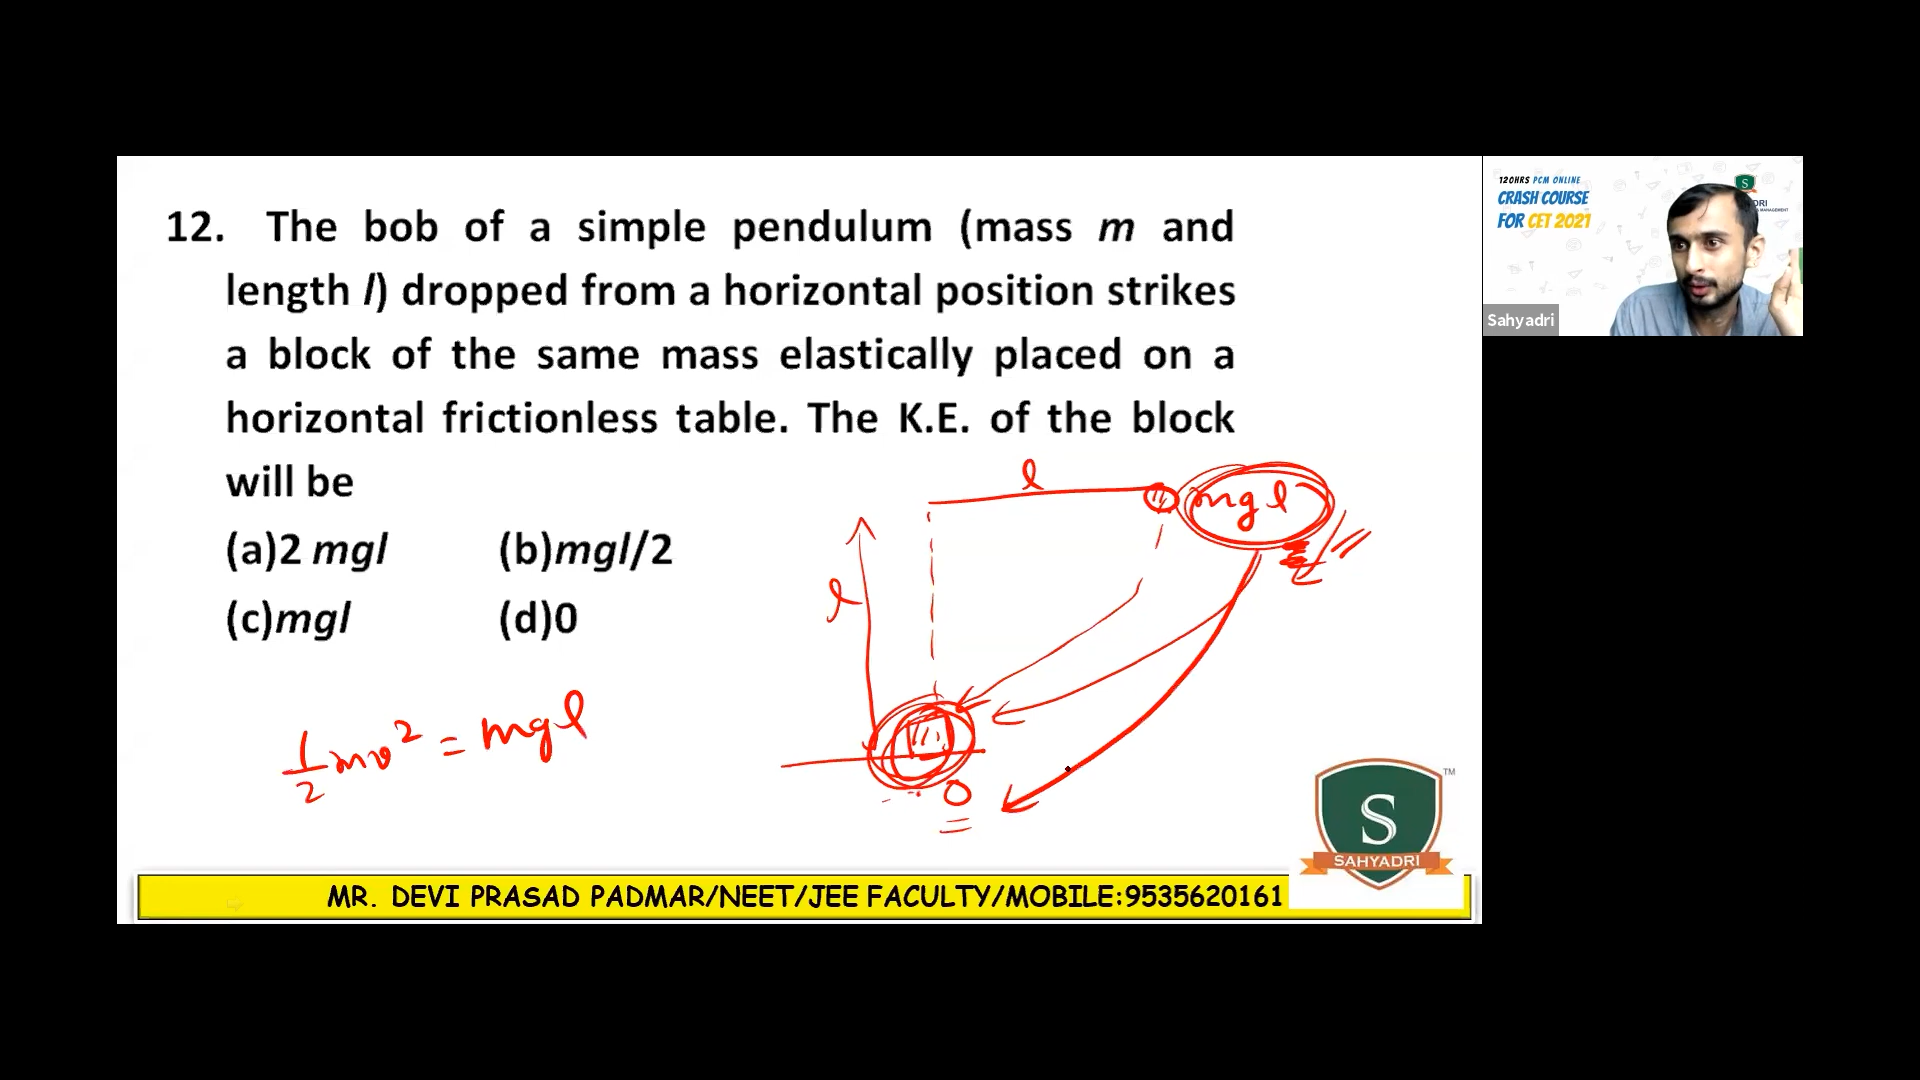 12. The bob of a simple pendulum (mass m and
length l) dropped from a horizontal position strikes
a block of the same mass elastically placed on a
horizontal frictionless table. The K.E. of the block
will be
(a)2 mgl (b)mgl/2
(c)mgl (d)0
l
mgl
l
0
1/2 mv² = mgl
MR. DEVI PRASAD PADMAR/NEET/JEE FACULTY/MOBILE:9535620161
S
SAHYADRI
TM
120HRS PCM ONLINE
CRASH COURSE
FOR CET 2021
S
DRI
MANAGEMENT
Sahyadri